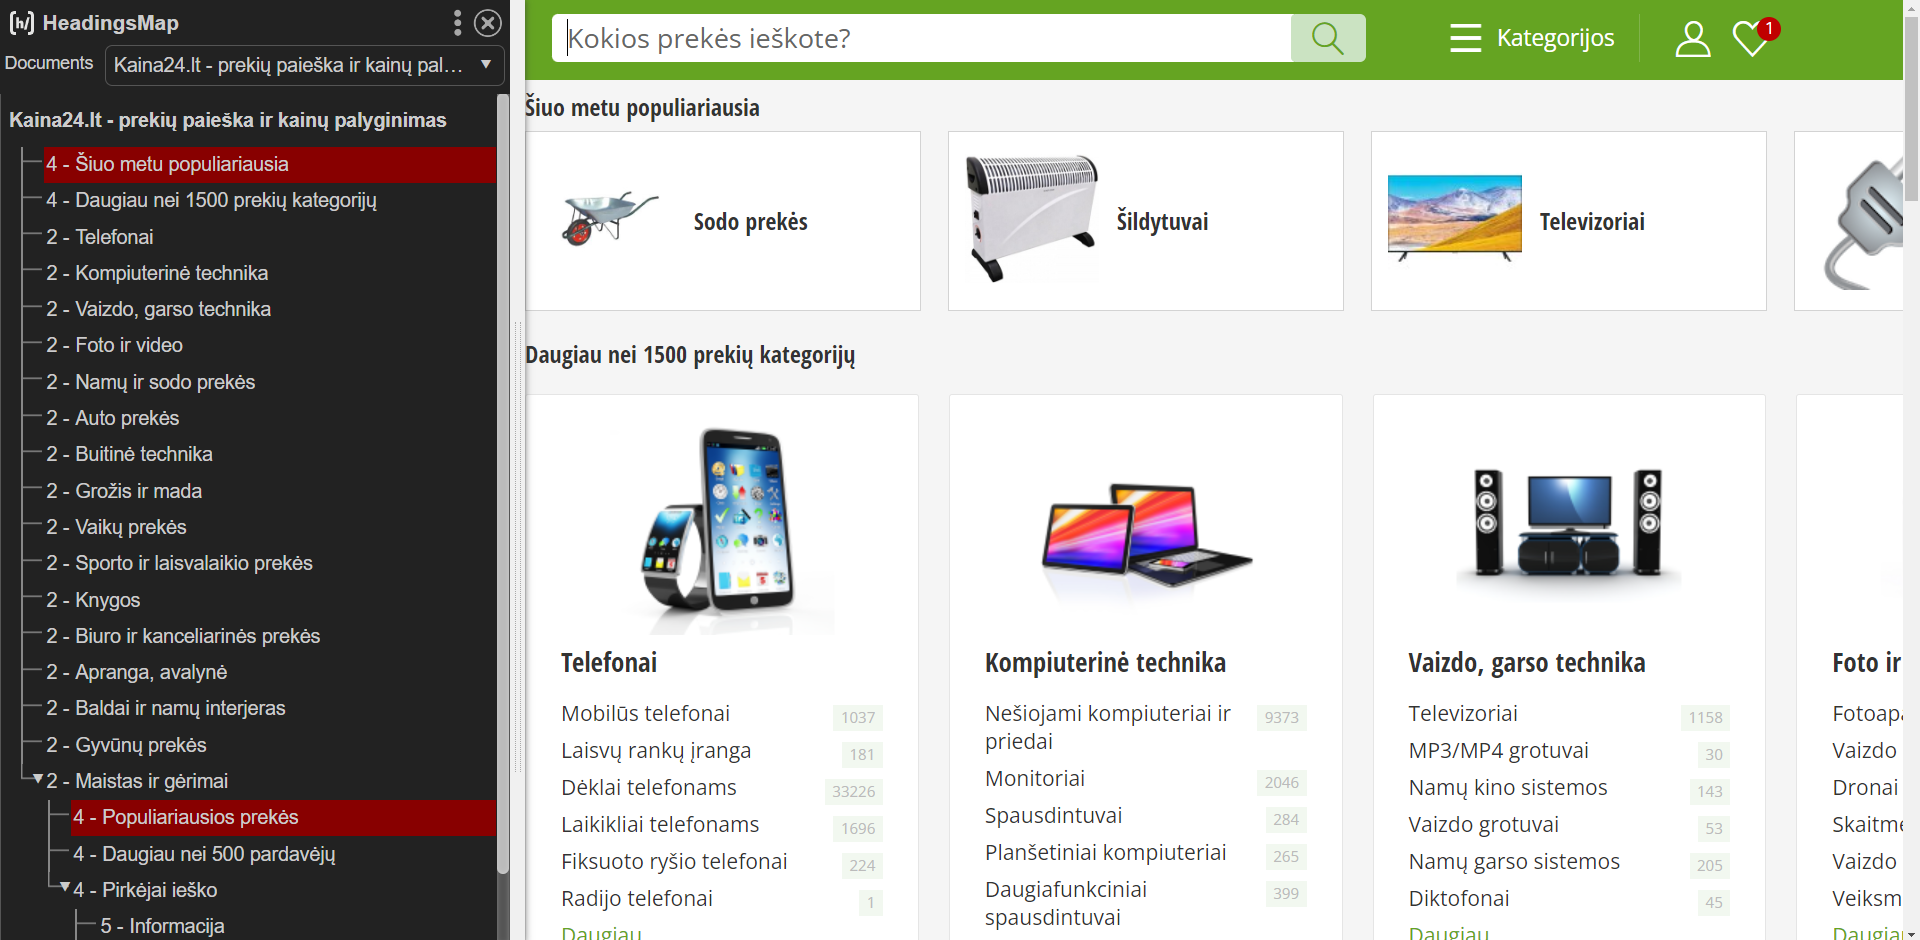 [h/] HeadingsMap
Documents
Kaina24.lt - prekių paieška ir kainų pal...
Kaina24.lt - prekių paieška ir kainų palyginimas
4 - Šiuo metu populiariausia
4 - Daugiau nei 1500 prekių kategorijų
2 - Telefonai
2 - Kompiuterinė technika
2 - Vaizdo, garso technika
2 - Foto ir video
2 - Namų ir sodo prekės
2 - Auto prekės
2 - Buitinė technika
2 - Grožis ir mada
2 - Vaikų prekės
2 - Sporto ir laisvalaikio prekės
2 - Knygos
2 - Biuro ir kanceliarinės prekės
2 - Apranga, avalynė
2 - Baldai ir namų interjeras
2 - Gyvūnų prekės
2 - Maistas ir gėrimai
4 - Populiariausios prekės
4 - Daugiau nei 500 pardavėjų
4 - Pirkėjai ieško
5 - Informacija
Kokios prekės ieškote?
Kategorijos
1
Šiuo metu populiariausia
Sodo prekės
Šildytuvai
Televizoriai
Daugiau nei 1500 prekių kategorijų
Telefonai
Mobilūs telefonai 1037
Laisvų rankų įranga 181
Dėklai telefonams 33226
Laikikliai telefonams 1696
Fiksuoto ryšio telefonai 224
Radijo telefonai 1
Daugiau
Kompiuterinė technika
Nešiojami kompiuteriai ir 9373
priedai
Monitoriai 2046
Spausdintuvai 284
Planšetiniai kompiuteriai 265
Daugiafunkciniai 399
spausdintuvai
Vaizdo, garso technika
Televizoriai 1158
MP3/MP4 grotuvai 30
Namų kino sistemos 143
Vaizdo grotuvai 53
Namų garso sistemos 205
Diktofonai 45
Daugiau
Foto ir
Fotoapa
Vaizdo
Dronai
Skaitme
Vaizdo
Veiksm
Daugiau